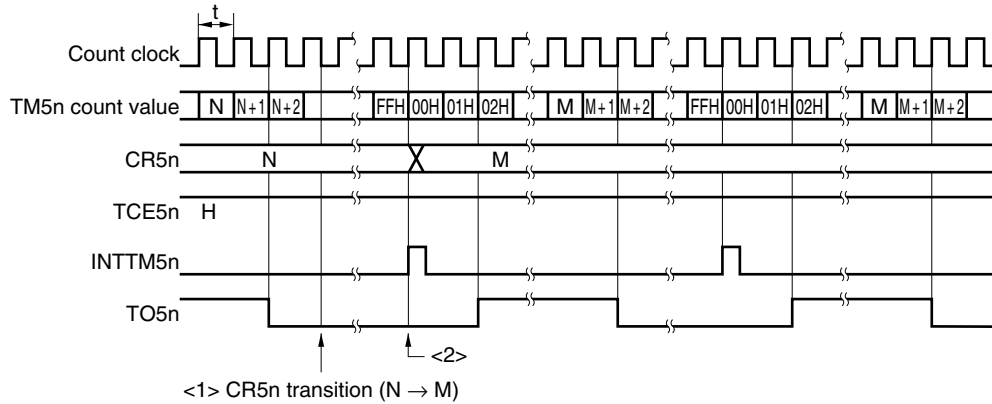 t
Count clock
TM5n count value N N+1 N+2 FFH 00H 01H 02H M M+1 M+2 FFH 00H 01H 02H M M+1 M+2
CR5n N M
TCE5n H
INTTM5n
TO5n
<2>
<1> CR5n transition (N → M)